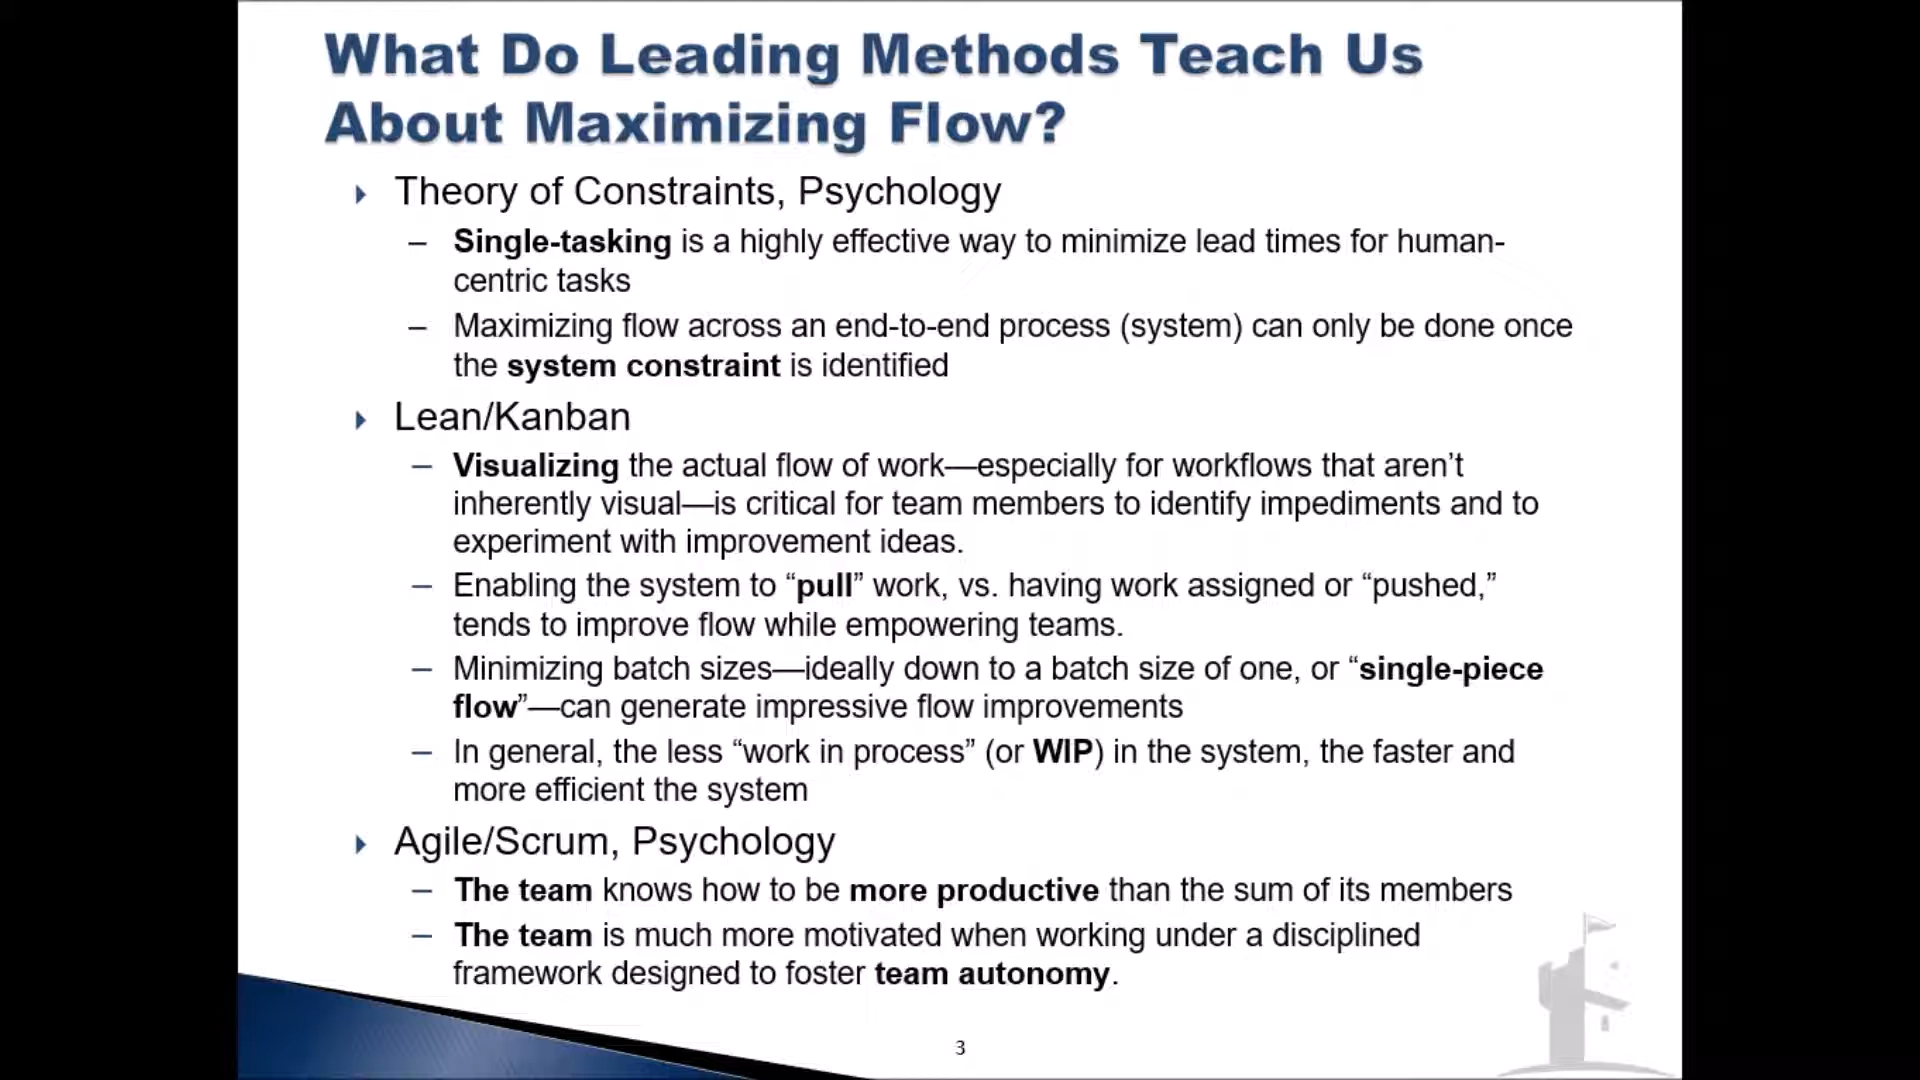 What Do Leading Methods Teach Us
About Maximizing Flow?
Theory of Constraints, Psychology
– Single-tasking is a highly effective way to minimize lead times for human-
centric tasks
– Maximizing flow across an end-to-end process (system) can only be done once
the system constraint is identified
Lean/Kanban
– Visualizing the actual flow of work—especially for workflows that aren’t
inherently visual—is critical for team members to identify impediments and to
experiment with improvement ideas.
– Enabling the system to “pull” work, vs. having work assigned or “pushed,”
tends to improve flow while empowering teams.
– Minimizing batch sizes—ideally down to a batch size of one, or “single-piece
flow”—can generate impressive flow improvements
– In general, the less “work in process” (or WIP) in the system, the faster and
more efficient the system
Agile/Scrum, Psychology
– The team knows how to be more productive than the sum of its members
– The team is much more motivated when working under a disciplined
framework designed to foster team autonomy.
3